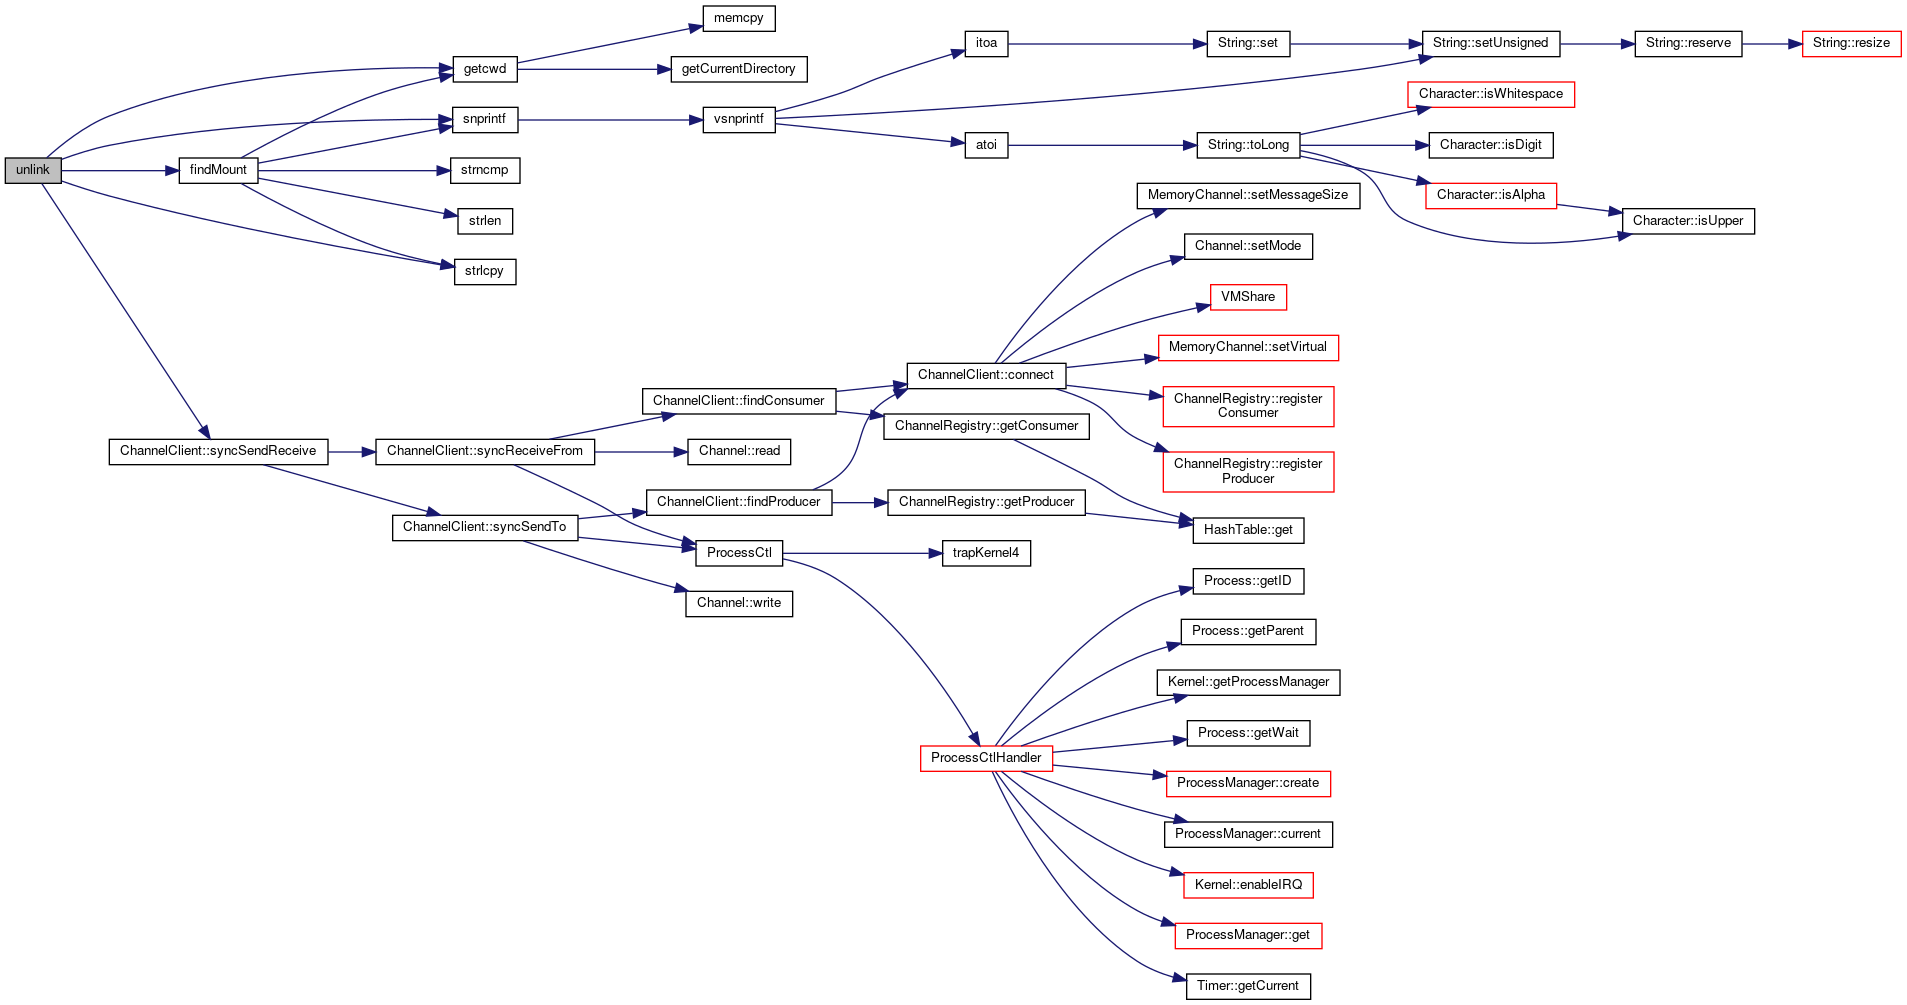 memcpy
itoa
String::set
String::setUnsigned
String::reserve
String::resize
getcwd
getCurrentDirectory
Character::isWhitespace
snprintf
vsnprintf
atoi
String::toLong
Character::isDigit
unlink
findMount
strncmp
MemoryChannel::setMessageSize
Character::isAlpha
strlen
Character::isUpper
Channel::setMode
strlcpy
VMShare
MemoryChannel::setVirtual
ChannelClient::connect
ChannelClient::findConsumer
ChannelRegistry::register
Consumer
ChannelRegistry::getConsumer
ChannelClient::syncSendReceive
ChannelClient::syncReceiveFrom
Channel::read
ChannelRegistry::register
Producer
ChannelClient::findProducer
ChannelRegistry::getProducer
ChannelClient::syncSendTo
HashTable::get
ProcessCtl
trapKernel4
Process::getID
Channel::write
Process::getParent
Kernel::getProcessManager
Process::getWait
ProcessCtlHandler
ProcessManager::create
ProcessManager::current
Kernel::enableIRQ
ProcessManager::get
Timer::getCurrent